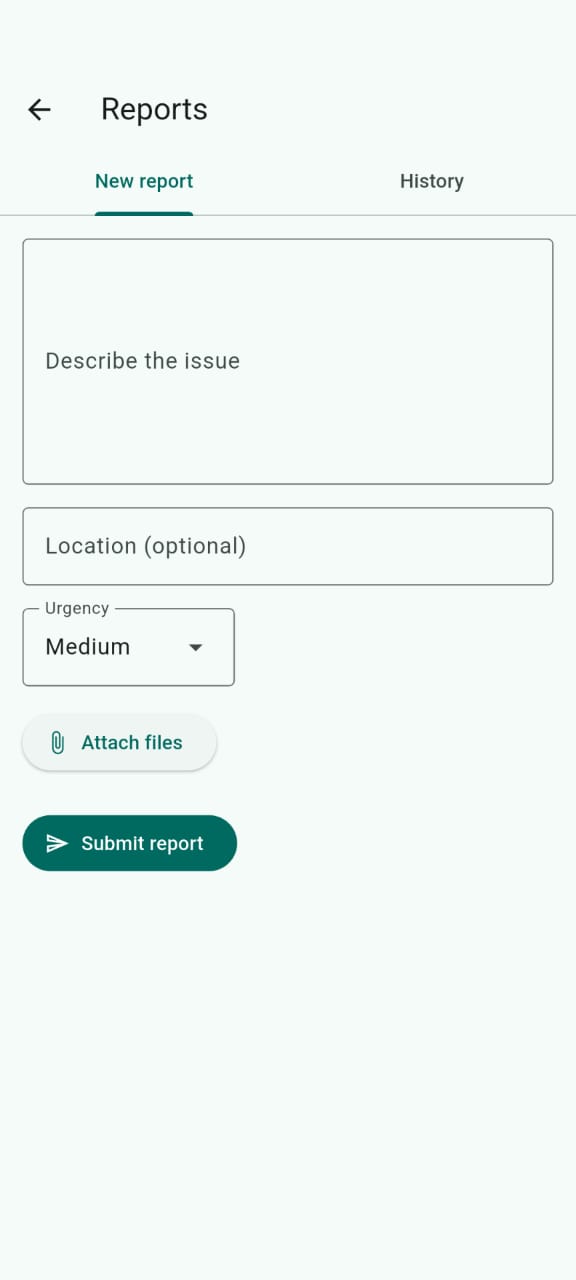 Reports
New report
History
Describe the issue
Location (optional)
Urgency
Medium
Attach files
Submit report